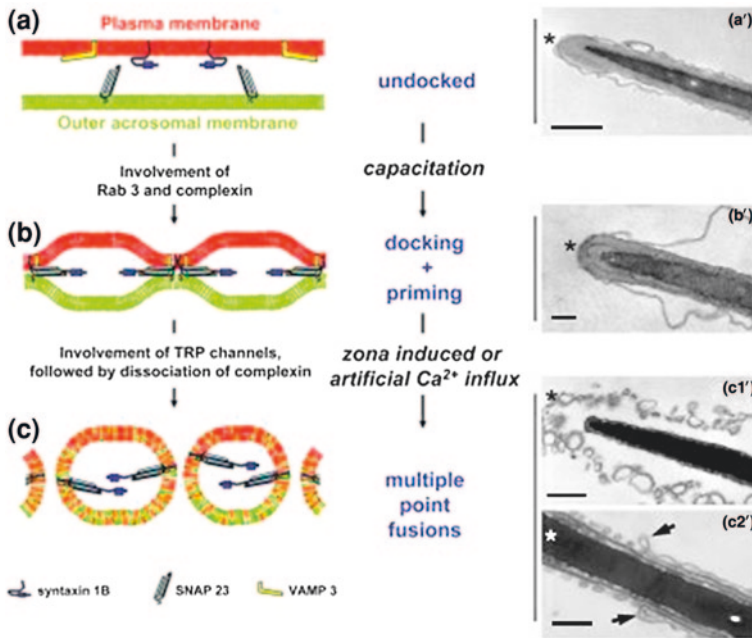 (a)
Plasma membrane
Outer acrosomal membrane
undocked
(a')
*
Involvement of
Rab 3 and complexin
capacitation
(b)
docking
+
priming
(b')
*
Involvement of TRP channels,
followed by dissociation of complexin
zona induced or
artificial Ca²⁺ influx
(c)
multiple
point
fusions
(c1')
*
(c2')
*
syntaxin 1B
SNAP 23
VAMP 3